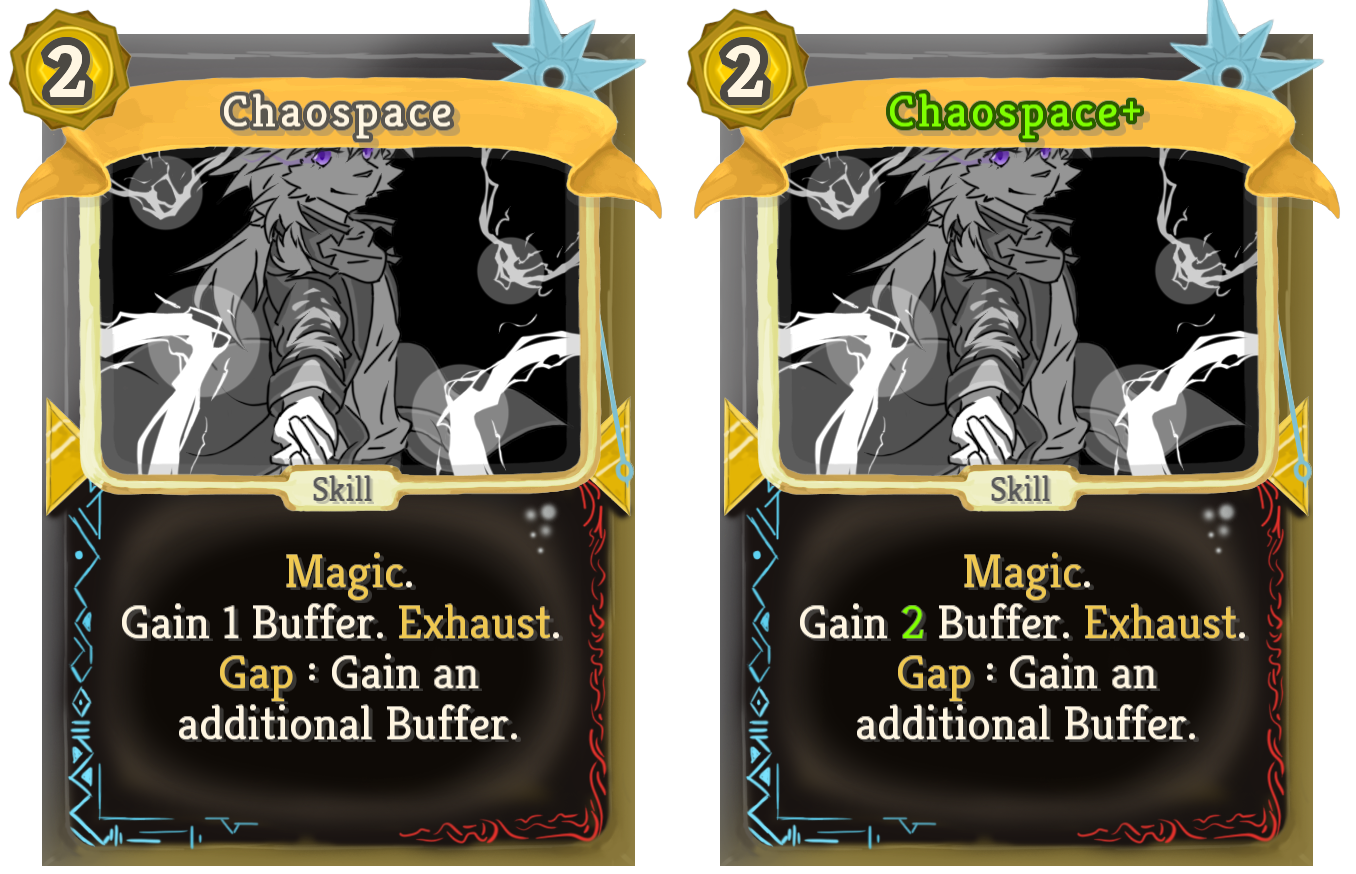 2
Chaospace
Skill
Magic.
Gain 1 Buffer. Exhaust.
Gap : Gain an
additional Buffer.
2
Chaospace+
Skill
Magic.
Gain 2 Buffer. Exhaust.
Gap : Gain an
additional Buffer.